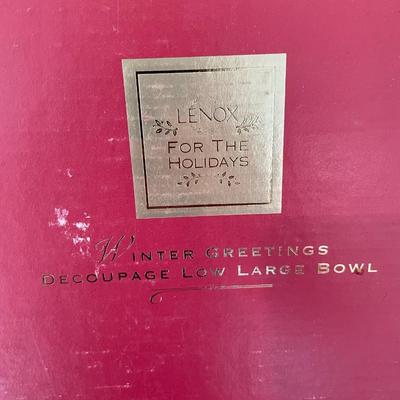 LENOX
FOR THE
HOLIDAYS
WINTER GREETINGS
DECOUPAGE LOW LARGE BOWL